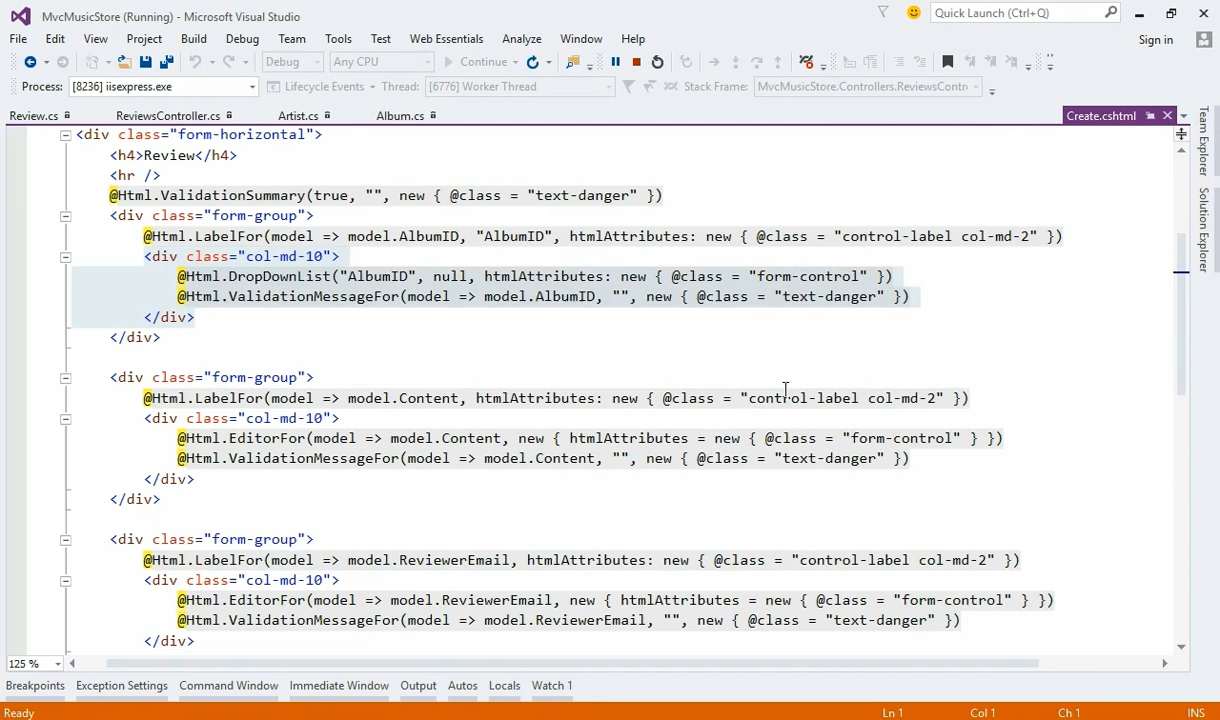 MvcMusicStore (Running) - Microsoft Visual Studio
Quick Launch (Ctrl+Q)
File Edit View Project Build Debug Team Tools Test Web Essentials Analyze Window Help
Sign in
Debug Any CPU Continue
Process: [8236] iisexpress.exe Lifecycle Events Thread: [6776] Worker Thread Stack Frame: MvcMusicStore.Controllers.ReviewsContr
Review.cs ReviewsController.cs Artist.cs Album.cs Create.cshtml
Team Explorer
Solution Explorer
<div class="form-horizontal">
<h4>Review</h4>
<hr />
@Html.ValidationSummary(true, "", new { @class = "text-danger" })
<div class="form-group">
@Html.LabelFor(model => model.AlbumID, "AlbumID", htmlAttributes: new { @class = "control-label col-md-2" })
<div class="col-md-10">
@Html.DropDownList("AlbumID", null, htmlAttributes: new { @class = "form-control" })
@Html.ValidationMessageFor(model => model.AlbumID, "", new { @class = "text-danger" })
</div>
</div>
<div class="form-group">
@Html.LabelFor(model => model.Content, htmlAttributes: new { @class = "control-label col-md-2" })
<div class="col-md-10">
@Html.EditorFor(model => model.Content, new { htmlAttributes = new { @class = "form-control" } })
@Html.ValidationMessageFor(model => model.Content, "", new { @class = "text-danger" })
</div>
</div>
<div class="form-group">
@Html.LabelFor(model => model.ReviewerEmail, htmlAttributes: new { @class = "control-label col-md-2" })
<div class="col-md-10">
@Html.EditorFor(model => model.ReviewerEmail, new { htmlAttributes = new { @class = "form-control" } })
@Html.ValidationMessageFor(model => model.ReviewerEmail, "", new { @class = "text-danger" })
</div>
125 %
Breakpoints Exception Settings Command Window Immediate Window Output Autos Locals Watch 1
Ready Ln 1 Col 1 Ch 1 INS